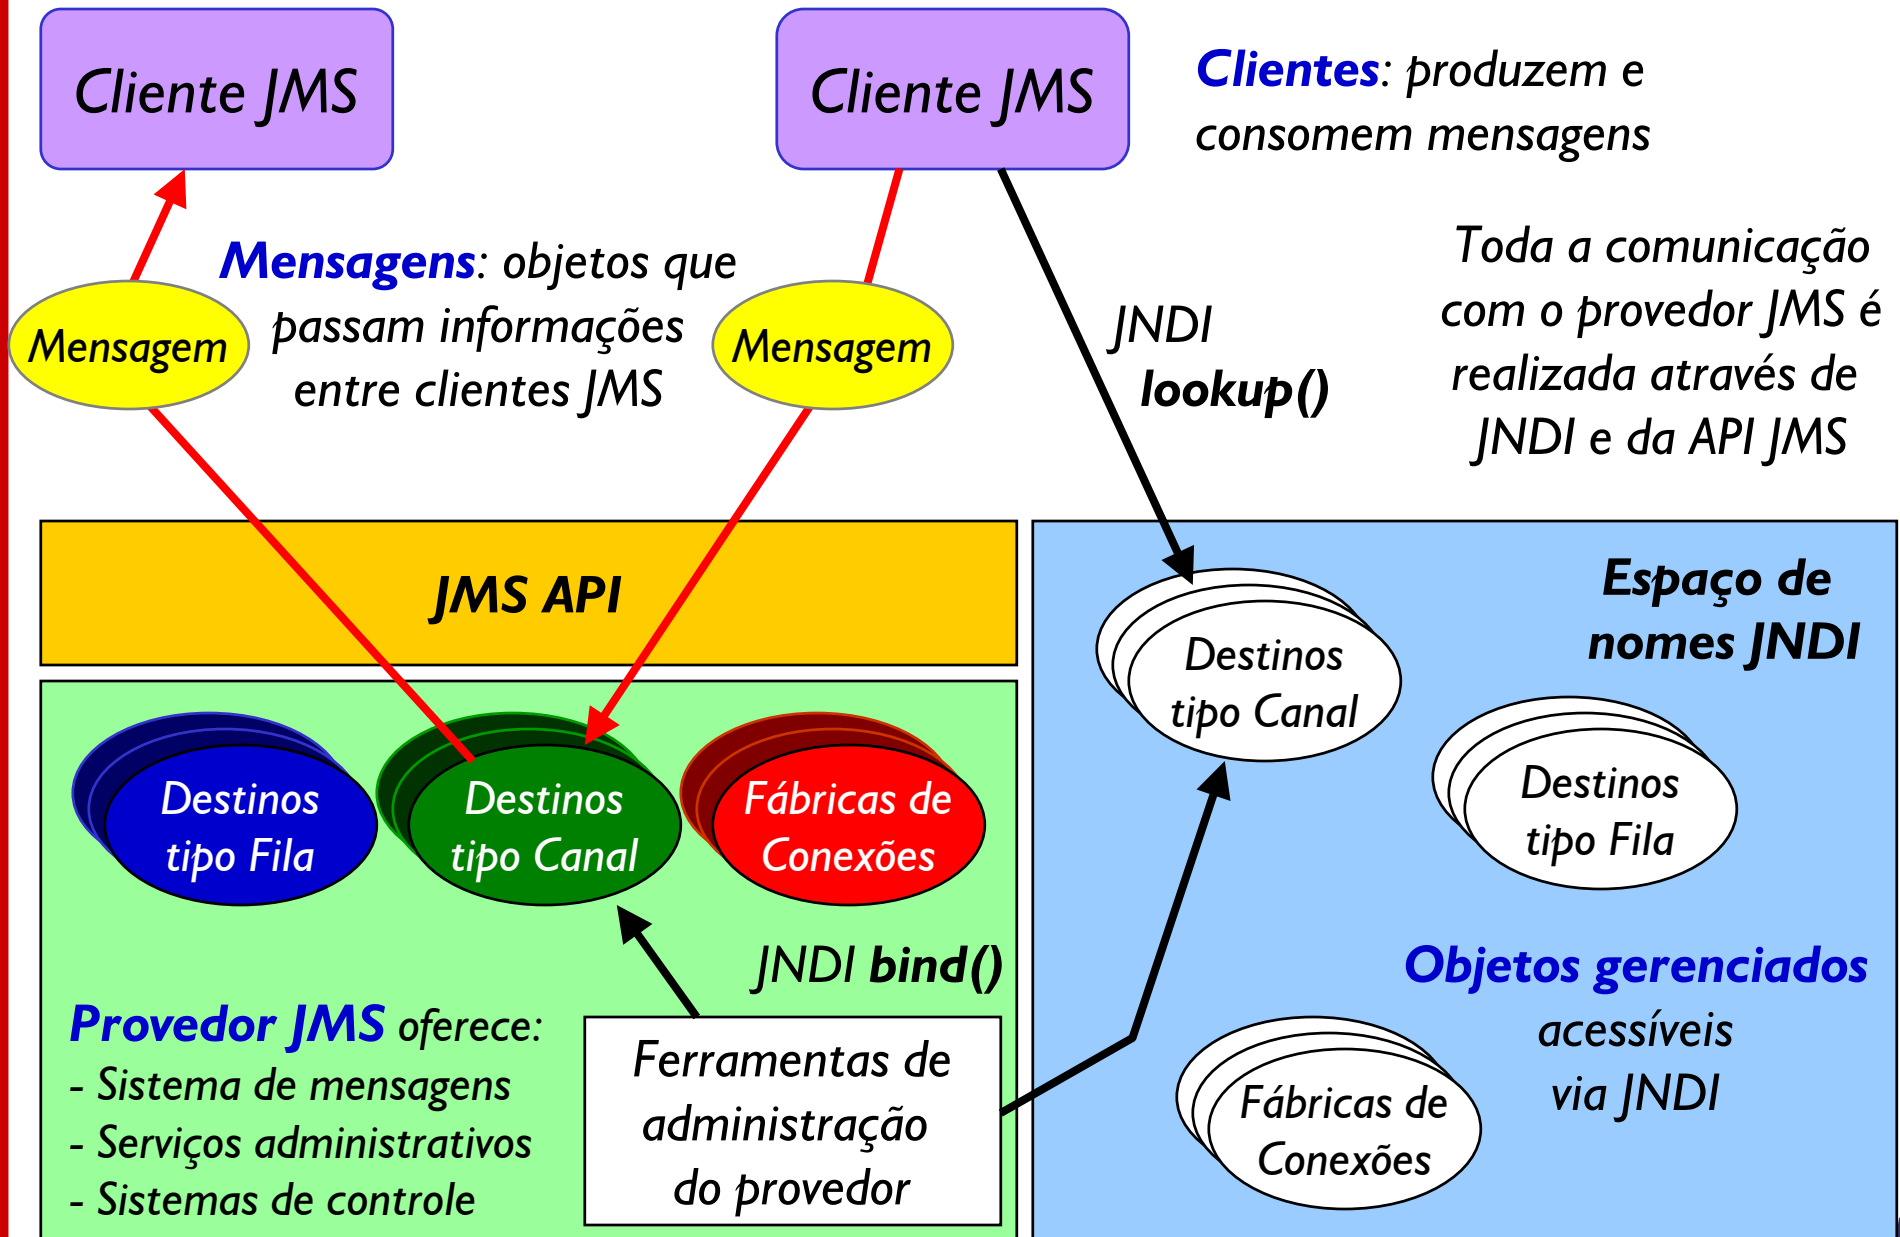 Cliente JMS
Cliente JMS
Clientes: produzem e
consomem mensagens
Mensagens: objetos que
passam informações
entre clientes JMS
Mensagem
Mensagem
JNDI
lookup()
Toda a comunicação
com o provedor JMS é
realizada através de
JNDI e da API JMS
JMS API
Espaço de
nomes JNDI
Destinos
tipo Canal
Destinos
tipo Fila
Destinos
tipo Fila
Destinos
tipo Canal
Fábricas de
Conexões
JNDI bind()
Objetos gerenciados
acessíveis
via JNDI
Provedor JMS oferece:
- Sistema de mensagens
- Serviços administrativos
- Sistemas de controle
Ferramentas de
administração
do provedor
Fábricas de
Conexões